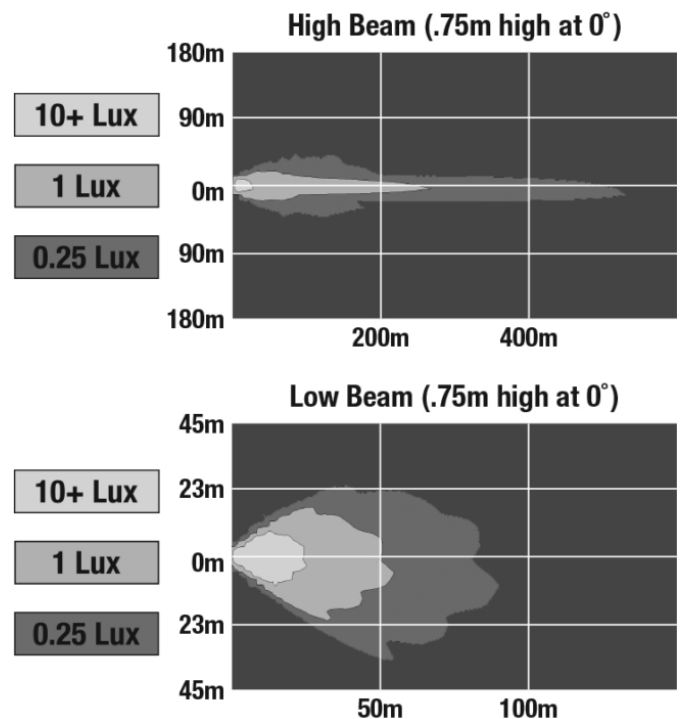 High Beam (.75m high at 0°)
180m
10+ Lux
90m
1 Lux
0m
0.25 Lux
90m
180m
200m
400m
Low Beam (.75m high at 0°)
45m
10+ Lux
23m
1 Lux
0m
0.25 Lux
23m
45m
50m
100m